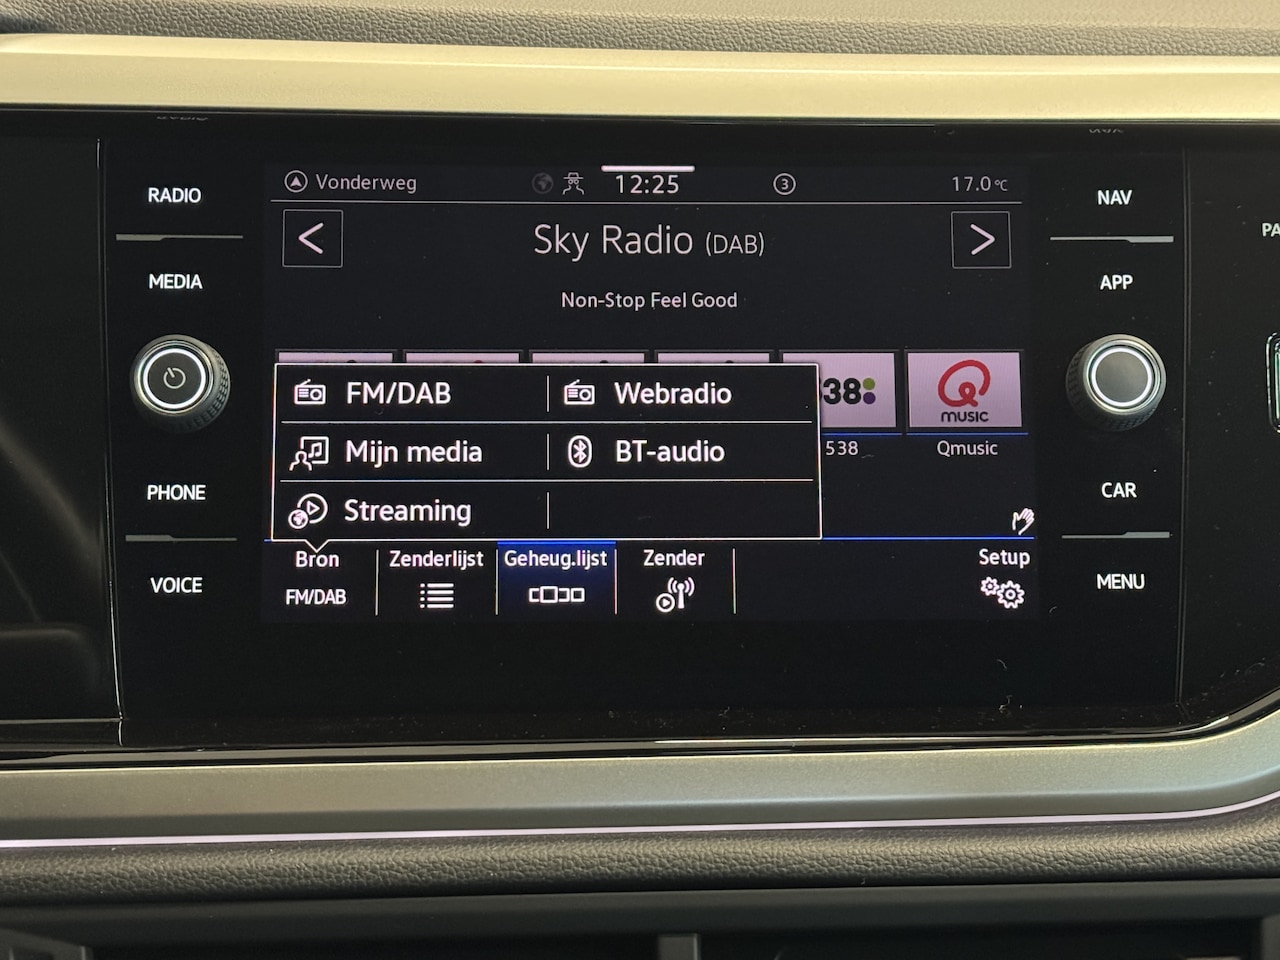 RADIO
MEDIA
PHONE
VOICE
Vonderweg
12:25
3
17.0°C
Sky Radio (DAB)
Non-Stop Feel Good
538
MUSIC
538
Qmusic
FM/DAB
Webradio
Mijn media
BT-audio
Streaming
Bron
FM/DAB
Zenderlijst
Geheug.lijst
Zender
Setup
NAV
APP
CAR
MENU
PA